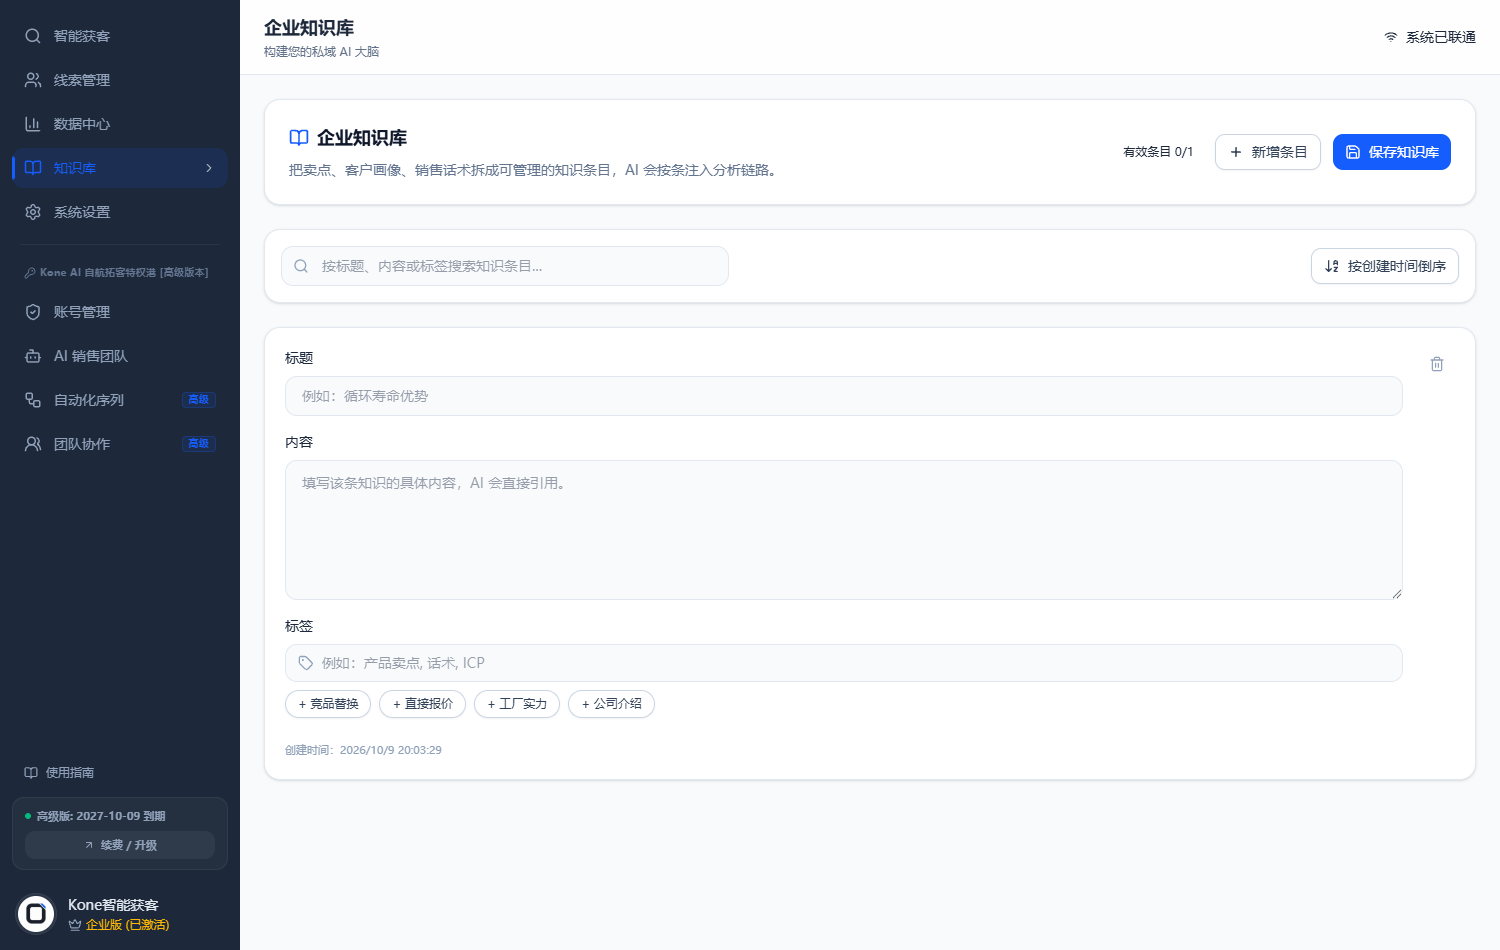 智能获客
线索管理
数据中心
知识库
系统设置
Kone AI 自航拓客特权港 [高级版本]
账号管理
AI 销售团队
自动化序列 高级
团队协作 高级
使用指南
高级版: 2027-10-09 到期
续费 / 升级
Kone智能获客
企业版 (已激活)
企业知识库
构建您的私域 AI 大脑
系统已联通
企业知识库
把卖点、客户画像、销售话术拆成可管理的知识条目，AI 会按条注入分析链路。
有效条目 0/1
新增条目
保存知识库
按标题、内容或标签搜索知识条目...
按创建时间倒序
标题
例如：循环寿命优势
内容
填写该条知识的具体内容，AI 会直接引用。
标签
例如：产品卖点, 话术, ICP
+ 竞品替换 + 直接报价 + 工厂实力 + 公司介绍
创建时间：2026/10/9 20:03:29